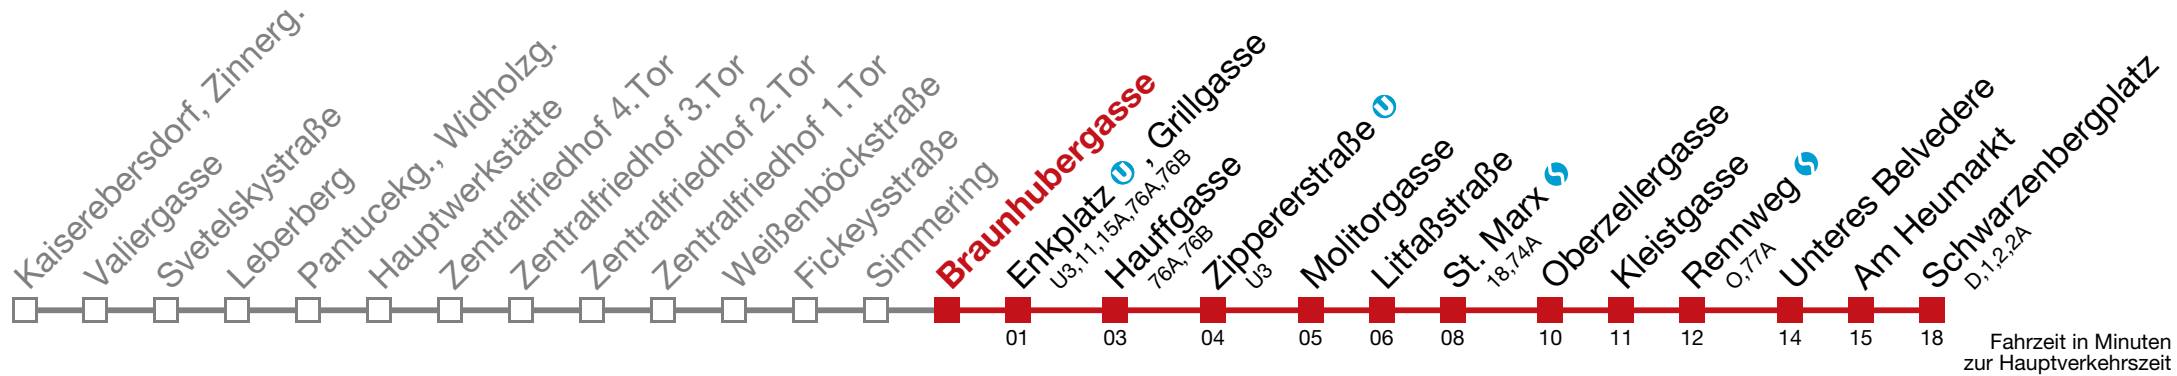 Kaiserebersdorf, Zinnerg.
Valiergasse
Svetelskystraße
Leberberg
Pantucekg., Widholzg.
Hauptwerkstätte
Zentralfriedhof 4.Tor
Zentralfriedhof 3.Tor
Zentralfriedhof 2.Tor
Zentralfriedhof 1.Tor
Weißenböckstraße
Fickeysstraße
Simmering
Braunhubergasse
Enkplatz U, Grillgasse
U3,11,15A,76A,76B
01
Hauffgasse
76A,76B
03
Zippererstraße U
U3
04
Molitorgasse
05
Litfaßstraße
06
St. Marx S
18,74A
08
Oberzellergasse
10
Kleistgasse
11
Rennweg S
O,77A
12
Unteres Belvedere
14
Am Heumarkt
15
Schwarzenbergplatz
D,1,2,2A
18
Fahrzeit in Minuten
zur Hauptverkehrszeit